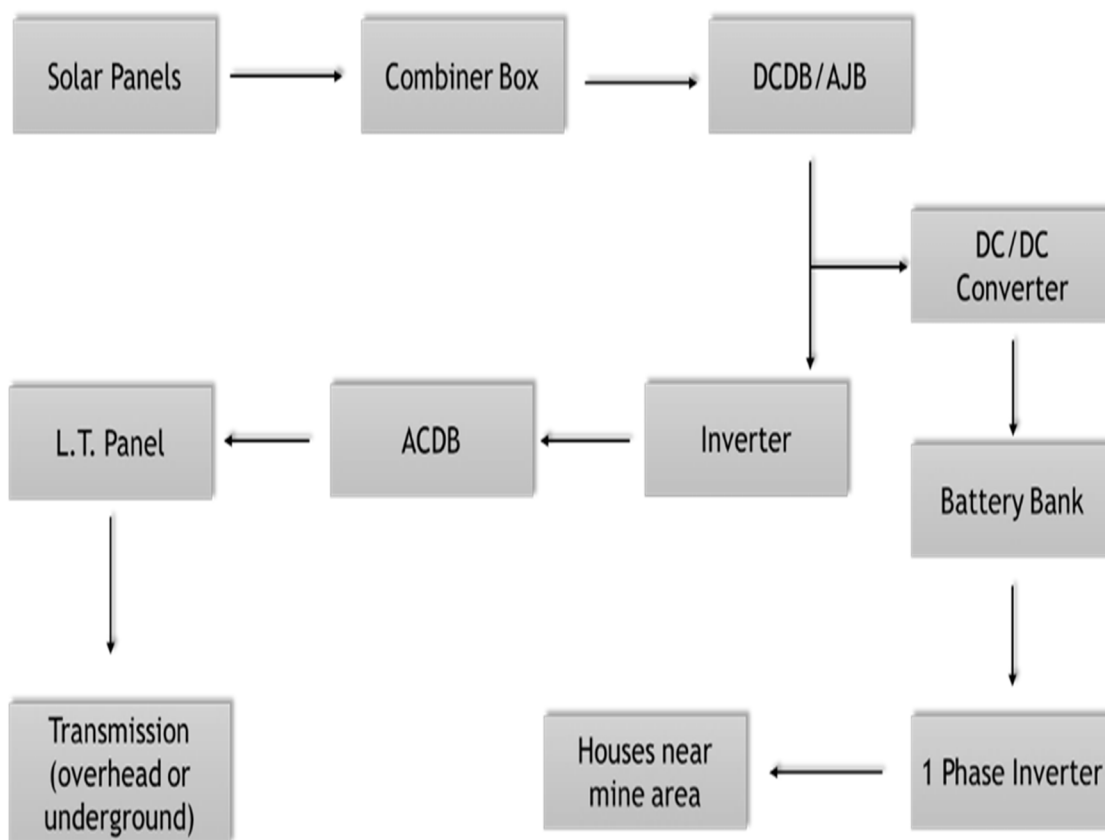 Solar Panels
Combiner Box
DCDB/AJB
DC/DC
Converter
L.T. Panel
ACDB
Inverter
Battery Bank
Transmission
(overhead or
underground)
Houses near
mine area
1 Phase Inverter